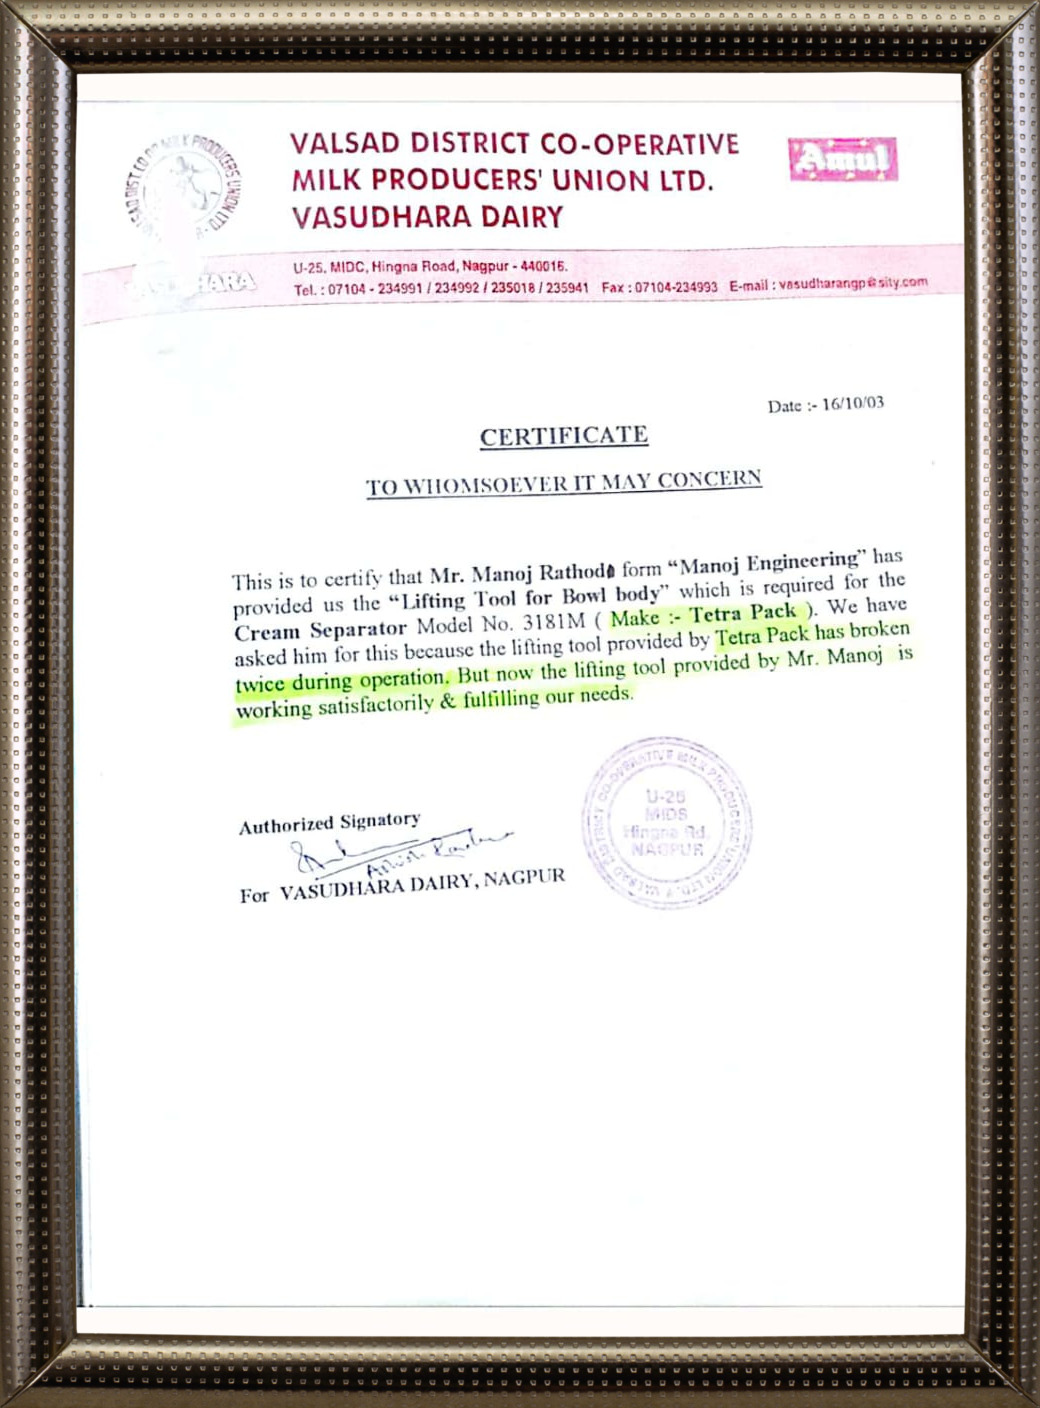 VALSAD DISTRICT CO-OPERATIVE
MILK PRODUCERS' UNION LTD.
VASUDHARA DAIRY
Amul
U-25, MIDC, Hingna Road, Nagpur - 440016.
Tel. : 07104 - 234991 / 234992 / 235018 / 235941 Fax : 07104-234993 E-mail : vasudharangp@sity.com
Date :- 16/10/03
CERTIFICATE
TO WHOMSOEVER IT MAY CONCERN
This is to certify that Mr. Manoj Rathod form “Manoj Engineering” has
provided us the “Lifting Tool for Bowl body” which is required for the
Cream Separator Model No. 3181M ( Make :- Tetra Pack ). We have
asked him for this because the lifting tool provided by Tetra Pack has broken
twice during operation. But now the lifting tool provided by Mr. Manoj is
working satisfactorily & fulfilling our needs.
Authorized Signatory
For VASUDHARA DAIRY, NAGPUR
U-25
MIDS
Hingna Rd.
NAGPUR